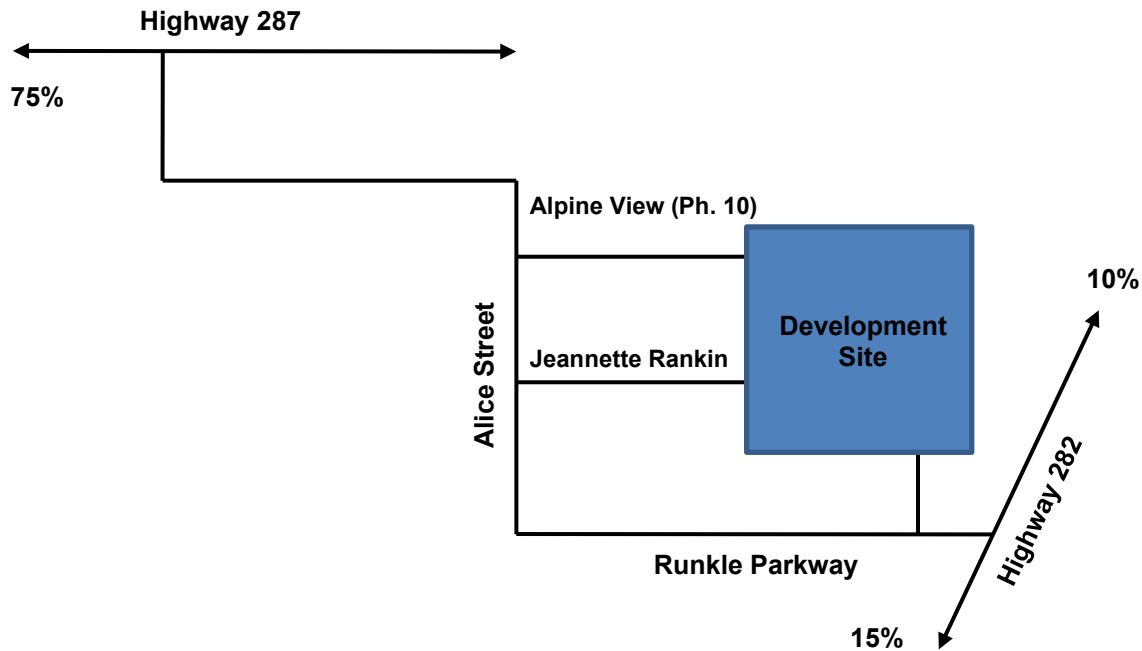 Highway 287
75%
Alpine View (Ph. 10)
10%
Development
Site
Alice Street
Jeannette Rankin
Highway 282
Runkle Parkway
15%